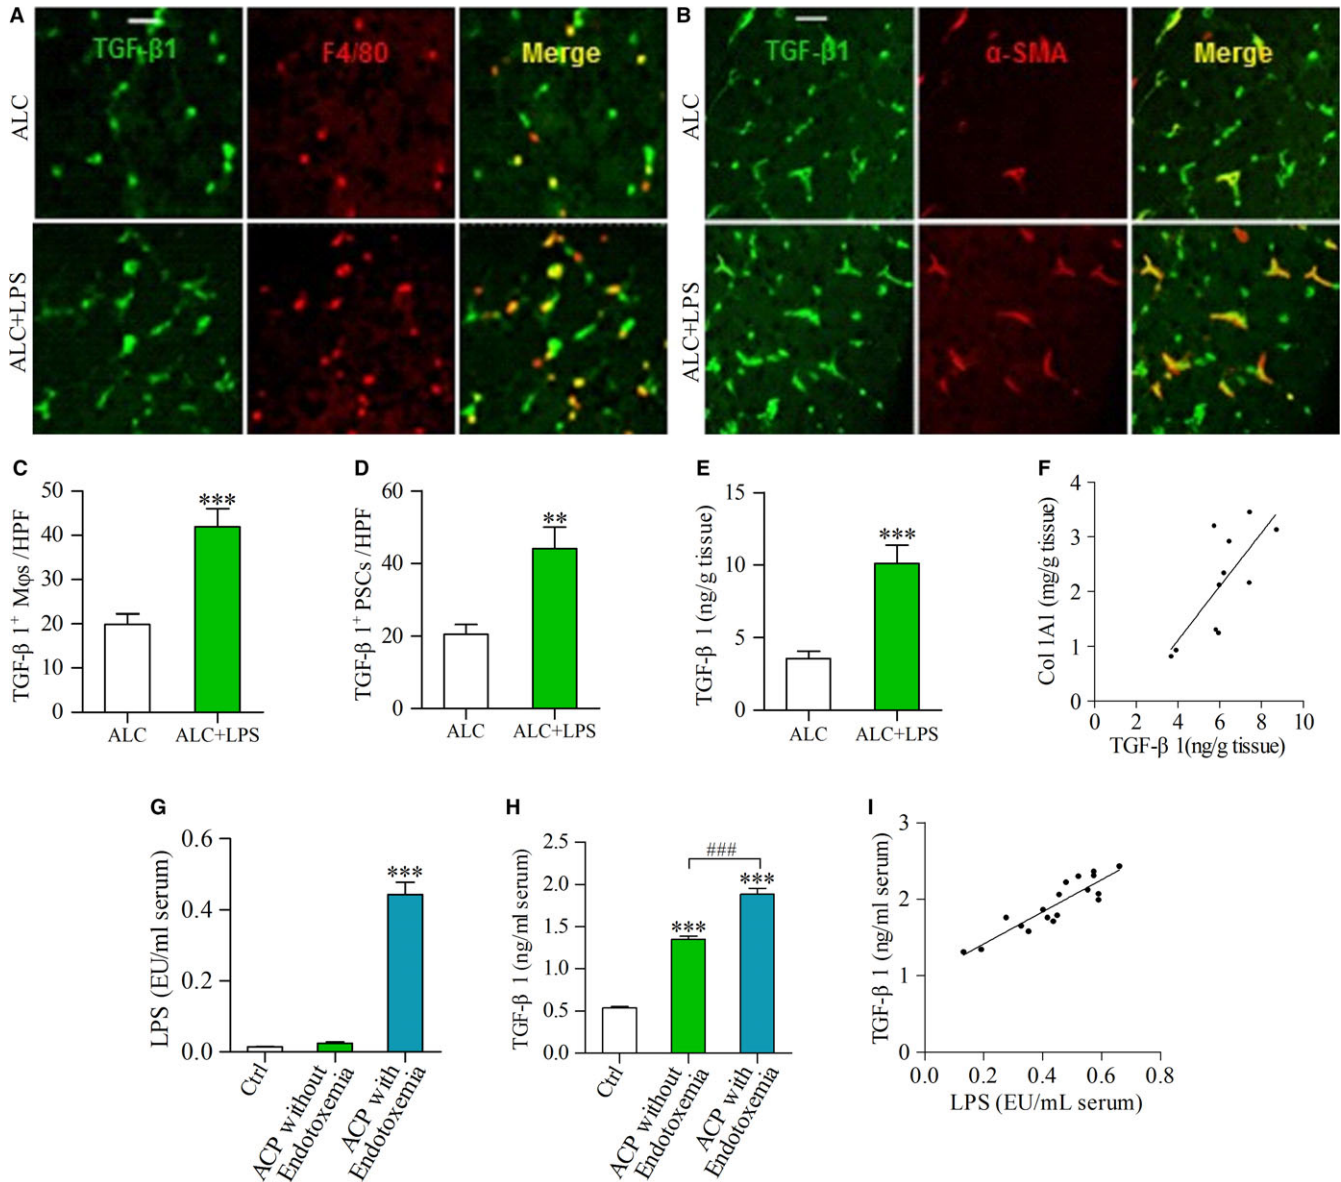 A
TGF-β1
F4/80
Merge
ALC
ALC+LPS
B
TGF-β1
α-SMA
Merge
ALC
ALC+LPS
C
TGF-β 1⁺ Mφs /HPF
50
40
30
20
10
0
***
ALC
ALC+LPS
D
TGF-β 1⁺ PSCs /HPF
60
40
20
0
**
ALC
ALC+LPS
E
TGF-β 1 (ng/g tissue)
15
10
5
0
***
ALC
ALC+LPS
F
Col 1A1 (mg/g tissue)
4
3
2
1
0
0 2 4 6 8 10
TGF-β 1(ng/g tissue)
G
LPS (EU/ml serum)
0.6
0.4
0.2
0.0
***
Ctrl
ACP without
Endotoxemia
ACP with
Endotoxemia
H
TGF-β 1 (ng/ml serum)
2.5
2.0
1.5
1.0
0.5
0.0
###
***
***
Ctrl
ACP without
Endotoxemia
ACP with
Endotoxemia
I
TGF-β 1 (ng/ml serum)
3
2
1
0
0.0 0.2 0.4 0.6 0.8
LPS (EU/mL serum)